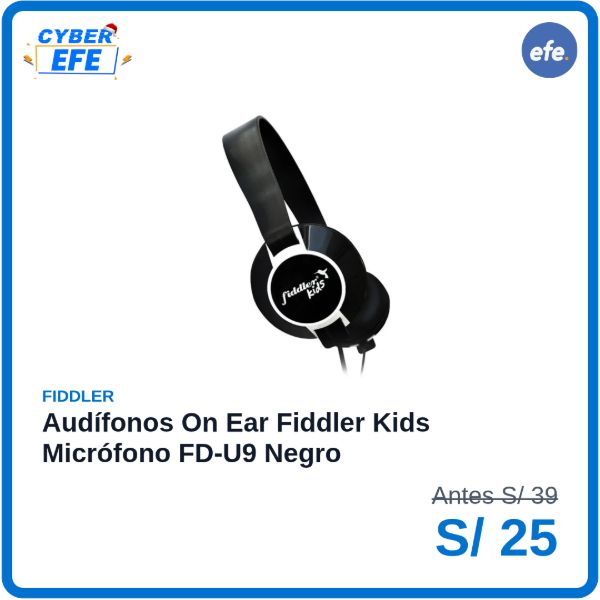 CYBER
EFE
efe.
fiddler
kids
FIDDLER
Audífonos On Ear Fiddler Kids
Micrófono FD-U9 Negro
Antes S/ 39
S/ 25